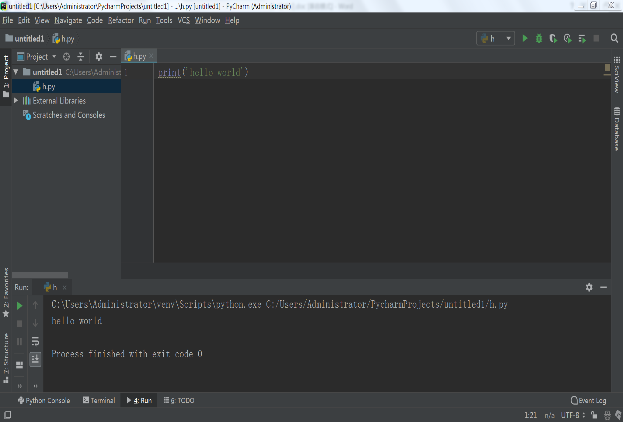 untitled1 [C:\Users\Administrator\PycharmProjects\untitled1] - ...\h.py [untitled1] - PyCharm (Administrator)
File Edit View Navigate Code Refactor Run Tools VCS Window Help
untitled1 h.py
h
Project
h.py
1: Project
untitled1 C:\Users\Administ
h.py
External Libraries
Scratches and Consoles
1
print('hello world')
SciView
Database
2: Favorites
7: Structure
Run: h
C:\Users\Administrator\venv\Scripts\python.exe C:/Users/Administrator/PycharmProjects/untitled1/h.py
hello world
Process finished with exit code 0
Python Console Terminal 4: Run 6: TODO Event Log
1:21 n/a UTF-8